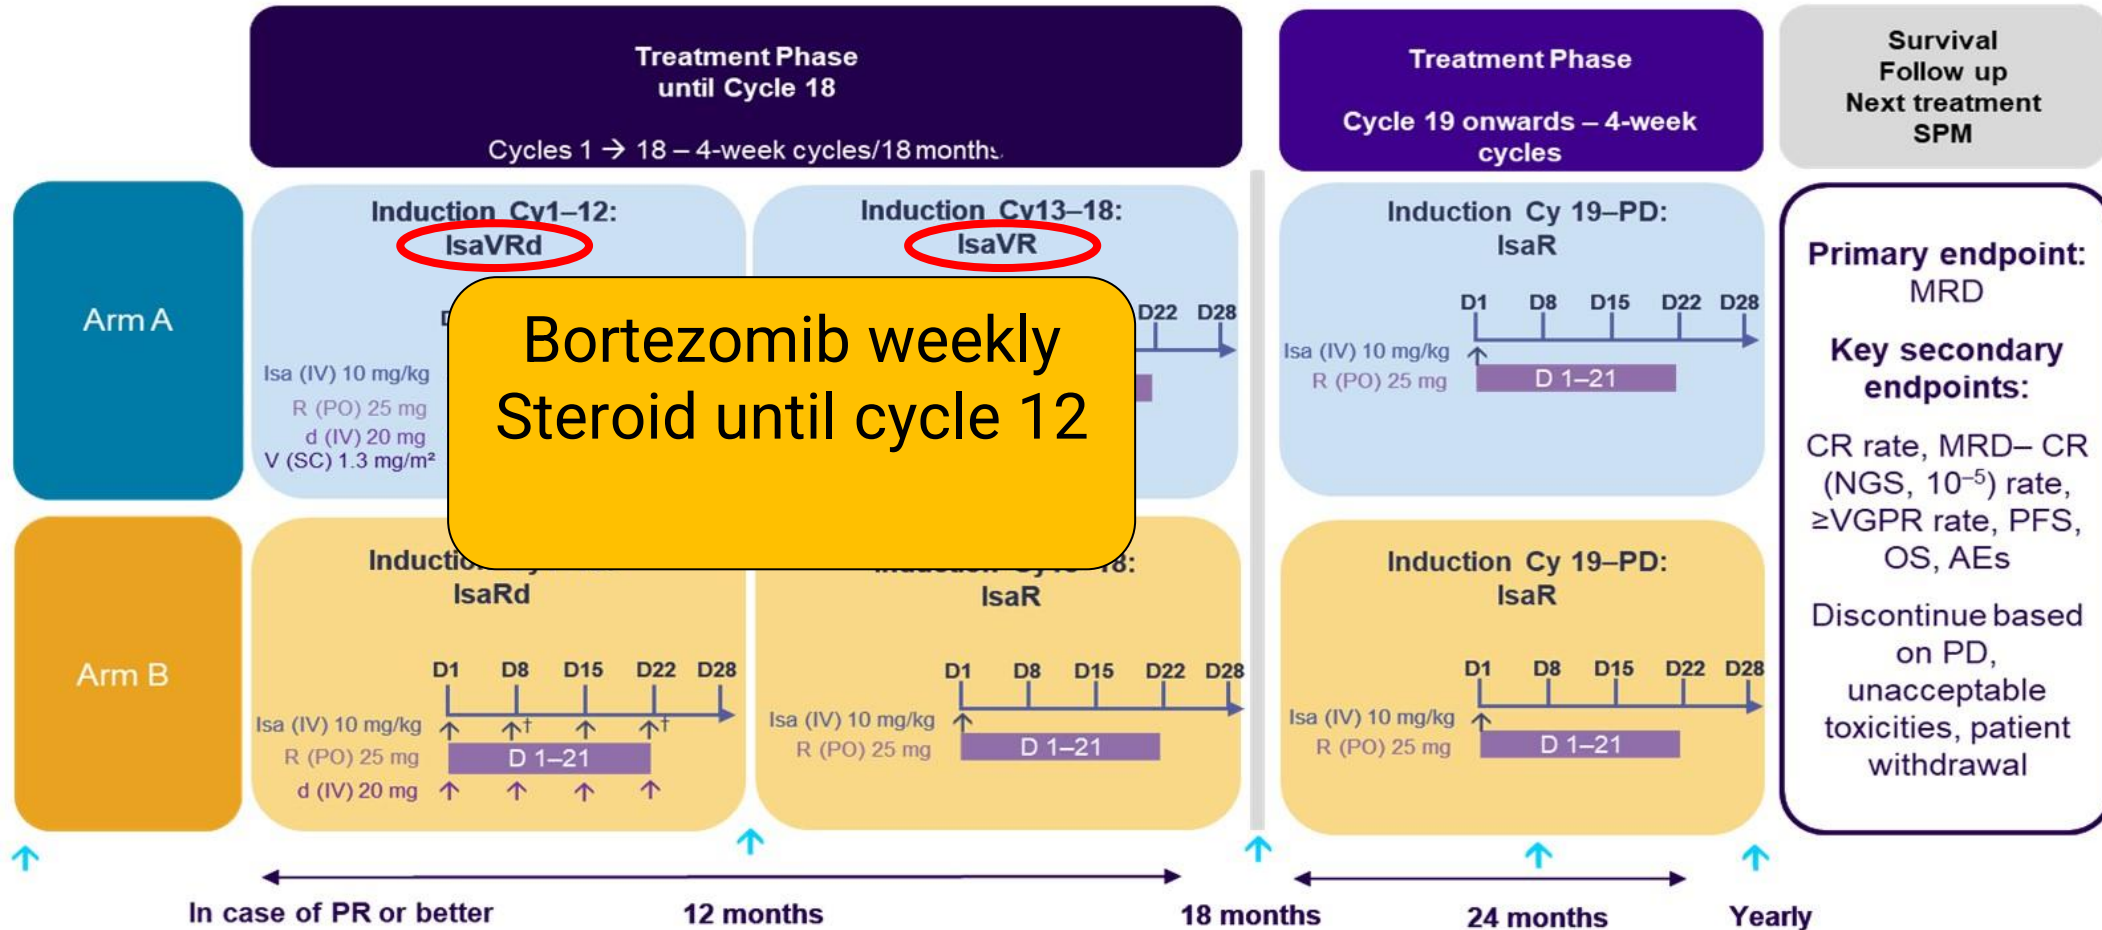 Treatment Phase
until Cycle 18
Cycles 1 → 18 – 4-week cycles/18 months
Treatment Phase
Cycle 19 onwards – 4-week
cycles
Survival
Follow up
Next treatment
SPM
Arm A
Induction Cy1–12:
IsaVRd
Isa (IV) 10 mg/kg
R (PO) 25 mg
d (IV) 20 mg
V (SC) 1.3 mg/m²
Induction Cy13–18:
IsaVR
D22 D28
Bortezomib weekly
Steroid until cycle 12
Induction Cy 19–PD:
IsaR
D1 D8 D15 D22 D28
Isa (IV) 10 mg/kg
R (PO) 25 mg D 1–21
Primary endpoint:
MRD
Key secondary
endpoints:
CR rate, MRD– CR
(NGS, 10⁻⁵) rate,
≥VGPR rate, PFS,
OS, AEs
Discontinue based
on PD,
unacceptable
toxicities, patient
withdrawal
Arm B
IsaRd
D1 D8 D15 D22 D28
Isa (IV) 10 mg/kg † †
R (PO) 25 mg D 1–21
d (IV) 20 mg
18:
IsaR
D1 D8 D15 D22 D28
Isa (IV) 10 mg/kg
R (PO) 25 mg D 1–21
Induction Cy 19–PD:
IsaR
D1 D8 D15 D22 D28
Isa (IV) 10 mg/kg
R (PO) 25 mg D 1–21
In case of PR or better 12 months 18 months 24 months Yearly